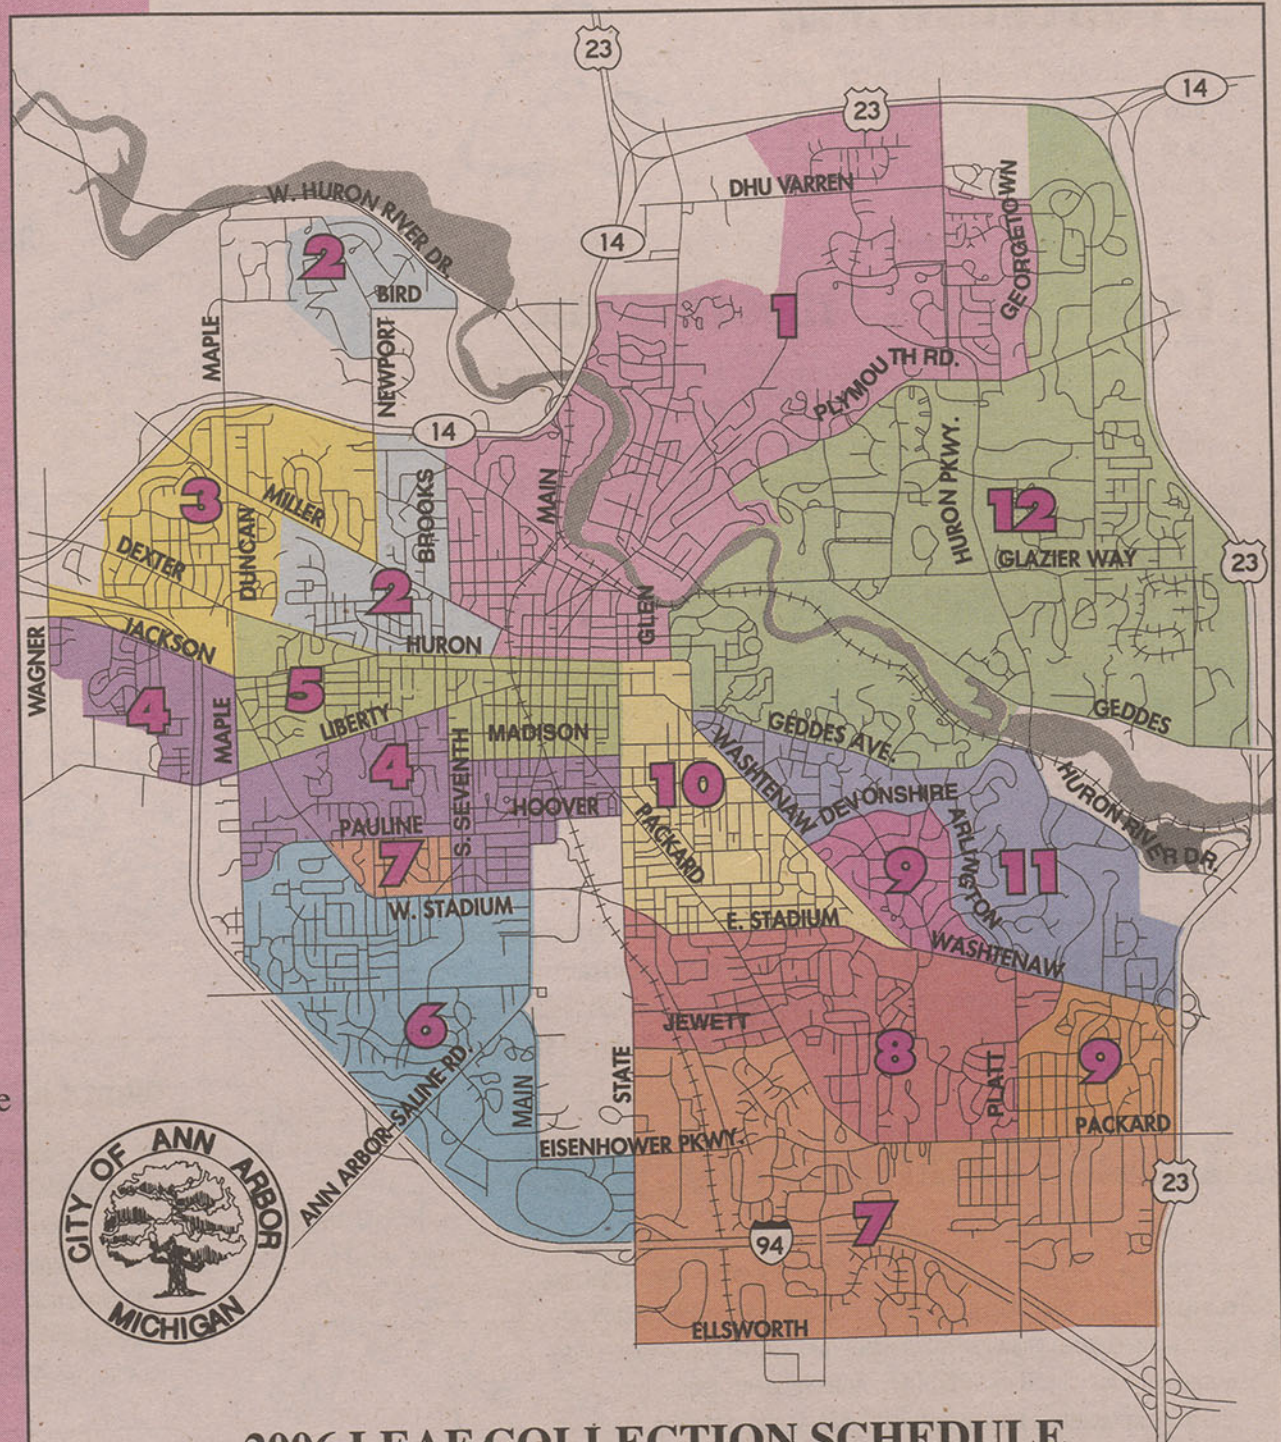 23
14
23
DHU VARREN
W. HURON RIVER DR.
GEORGETOWN
14
2
BIRD
1
MAPLE
NEWPORT
PLYMOUTH RD.
14
HURON PKWY.
3
MILLER
BROOKS
MAIN
12
DUNCAN
DEXTER
GLAZIER WAY
23
2
GLEN
JACKSON
HURON
WAGNER
5
4
LIBERTY
MAPLE
S. SEVENTH
MADISON
GEDDES
GEDDES AVE.
WASHTENAW
4
10
HURON RIVER DR.
DEVONSHIRE
HOOVER
PACKARD
ARLINGTON
PAULINE
7
9
11
W. STADIUM
E. STADIUM
WASHTENAW
6
JEWETT
8
9
STATE
PLATT
MAIN
ANN ARBOR-SALINE RD.
PACKARD
EISENHOWER PKWY.
e
CITY OF ANN ARBOR
MICHIGAN
23
7
94
ELLSWORTH
2006 LEAF COLLECTION SCHEDULE